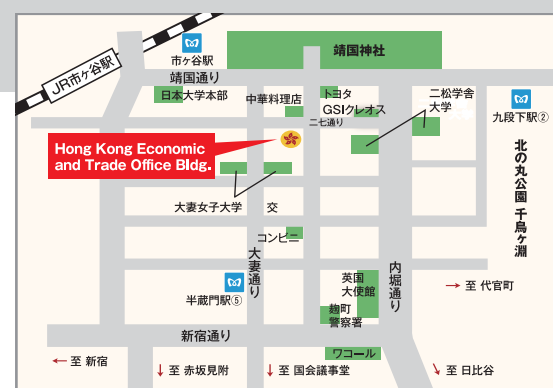 市ヶ谷駅
靖国神社
JR市ヶ谷駅
靖国通り
日本大学本部
中華料理店
トヨタ
GSIクレオス
二七通り
二松学舎
大学
九段下駅②
北の丸公園 千鳥ヶ淵
Hong Kong Economic
and Trade Office Bldg.
大妻女子大学
交
コンビニ
大妻通り
内堀通り
半蔵門駅⑤
英国
大使館
麹町
警察署
→ 至 代官町
新宿通り
ワコール
← 至 新宿
↓ 至 赤坂見附
↓ 至 国会議事堂
↘ 至 日比谷